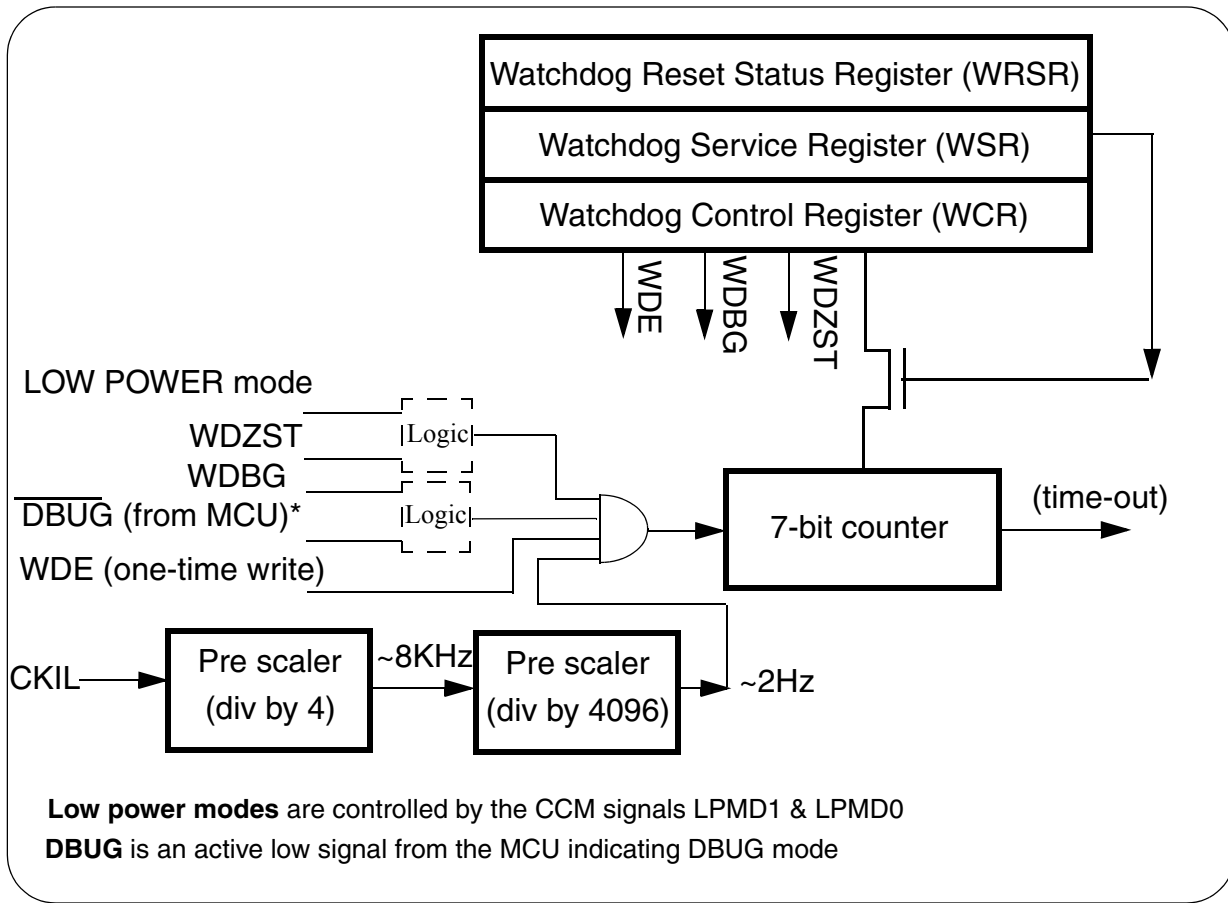 Watchdog Reset Status Register (WRSR)
Watchdog Service Register (WSR)
Watchdog Control Register (WCR)
WDE
WDBG
WDZST
LOW POWER mode
WDZST
Logic
WDBG
DBUG (from MCU)*
Logic
WDE (one-time write)
7-bit counter
(time-out)
CKIL
Pre scaler
(div by 4)
~8KHz
Pre scaler
(div by 4096)
~2Hz
Low power modes are controlled by the CCM signals LPMD1 & LPMD0
DBUG is an active low signal from the MCU indicating DBUG mode